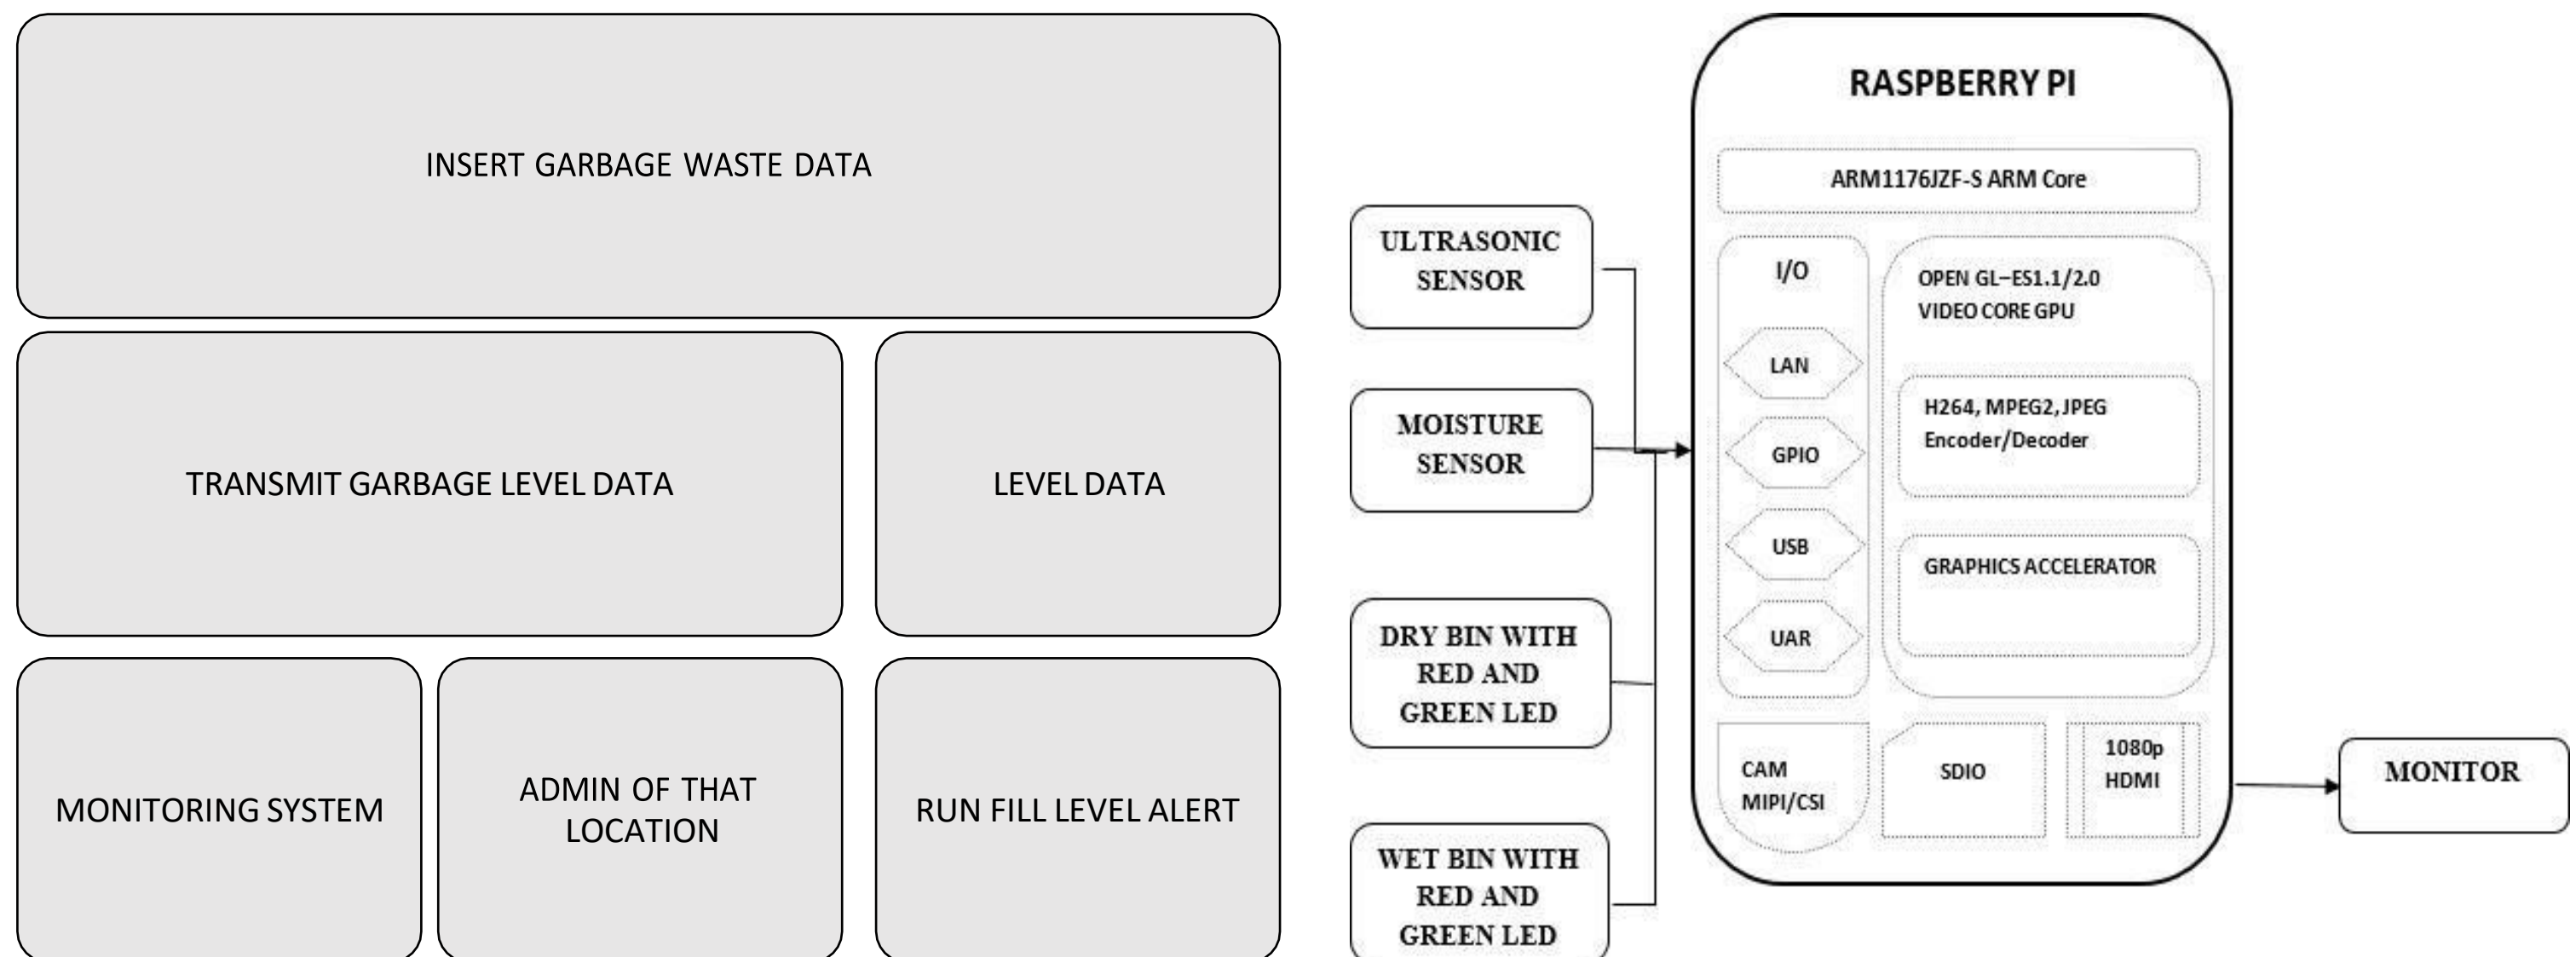 INSERT GARBAGE WASTE DATA
TRANSMIT GARBAGE LEVEL DATA
LEVEL DATA
MONITORING SYSTEM
ADMIN OF THAT
LOCATION
RUN FILL LEVEL ALERT
ULTRASONIC
SENSOR
MOISTURE
SENSOR
DRY BIN WITH
RED AND
GREEN LED
WET BIN WITH
RED AND
GREEN LED
RASPBERRY PI
ARM1176JZF-S ARM Core
I/O
LAN
GPIO
USB
UAR
OPEN GL–ES1.1/2.0
VIDEO CORE GPU
H264, MPEG2, JPEG
Encoder/Decoder
GRAPHICS ACCELERATOR
CAM
MIPI/CSI
SDIO
1080p
HDMI
MONITOR